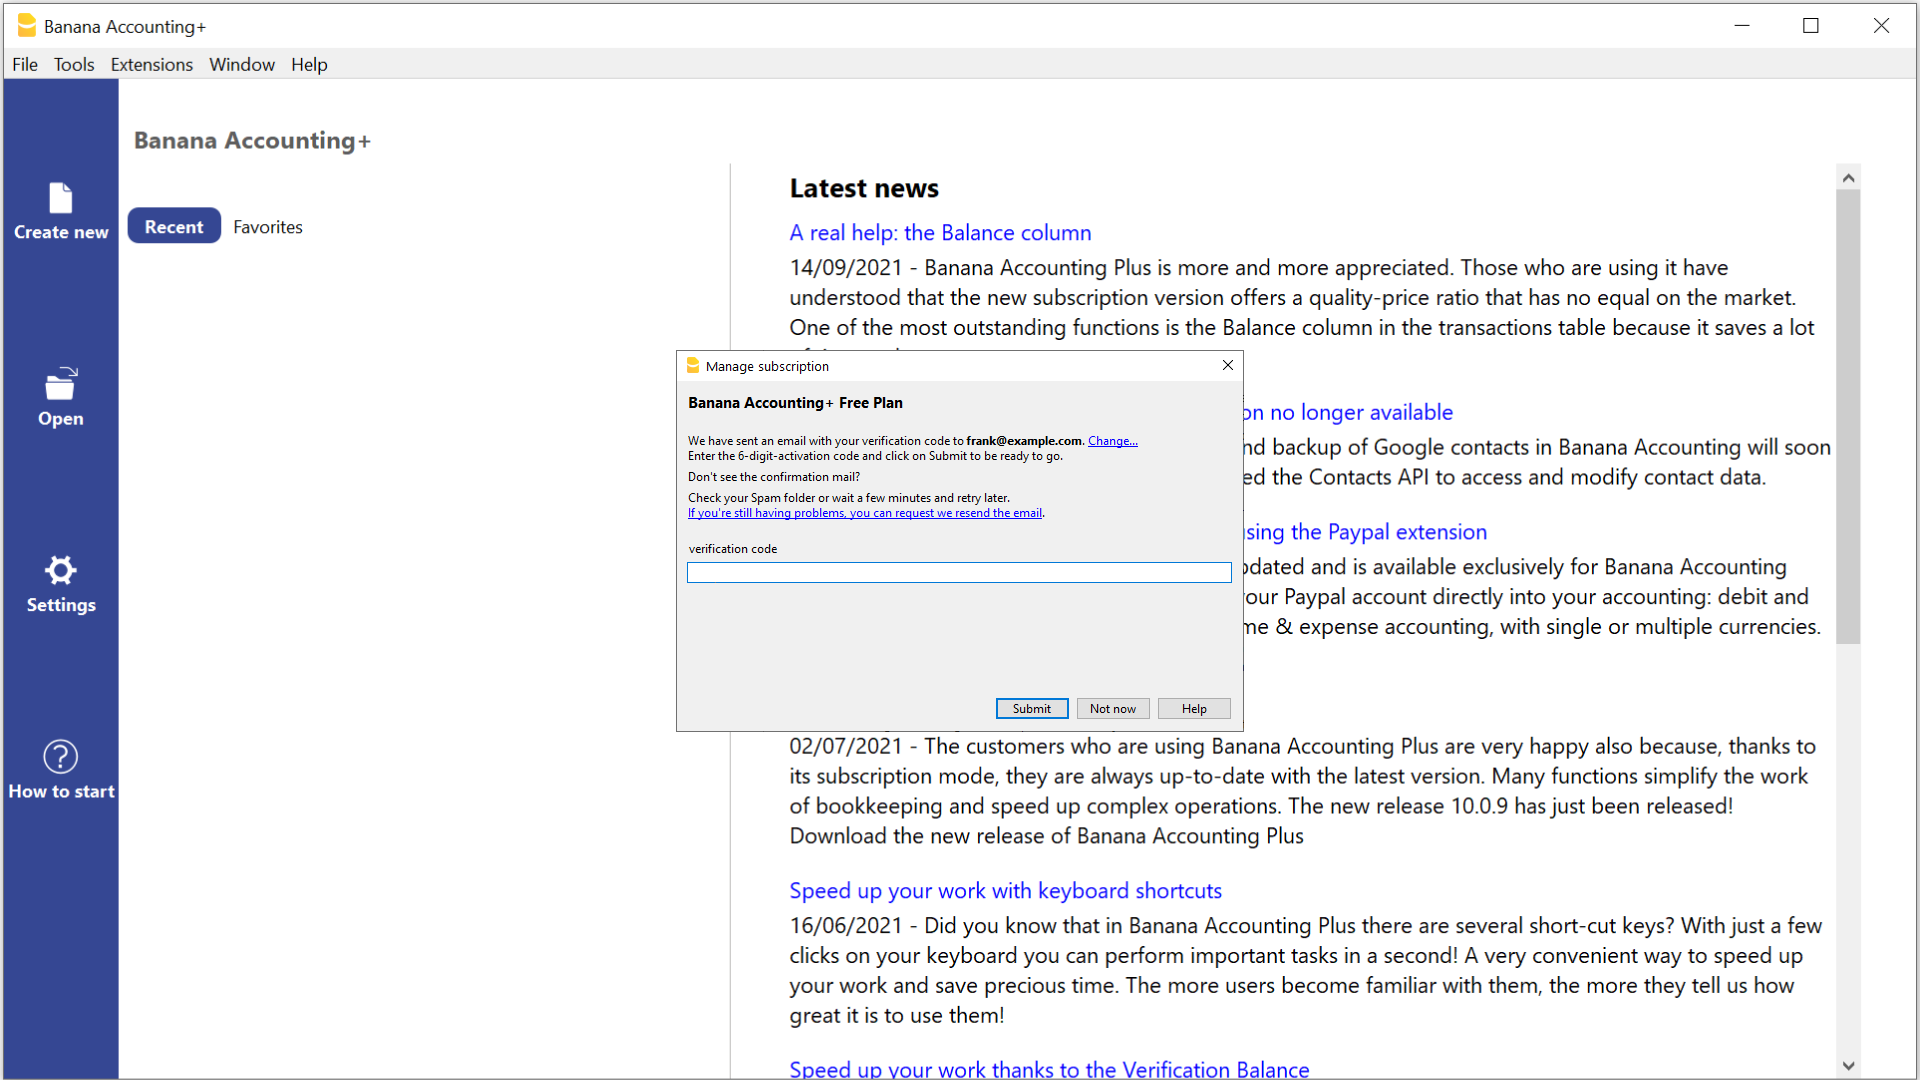 Banana Accounting+
File Tools Extensions Window Help
Banana Accounting+
Create new
Recent Favorites
Open
Settings
How to start
Latest news
A real help: the Balance column
14/09/2021 - Banana Accounting Plus is more and more appreciated. Those who are using it have
understood that the new subscription version offers a quality-price ratio that has no equal on the market.
One of the most outstanding functions is the Balance column in the transactions table because it saves a lot
on no longer available
nd backup of Google contacts in Banana Accounting will soon
ed the Contacts API to access and modify contact data.
using the Paypal extension
pdated and is available exclusively for Banana Accounting
your Paypal account directly into your accounting: debit and
me & expense accounting, with single or multiple currencies.
Manage subscription
Banana Accounting+ Free Plan
We have sent an email with your verification code to frank@example.com. Change...
Enter the 6-digit-activation code and click on Submit to be ready to go.
Don't see the confirmation mail?
Check your Spam folder or wait a few minutes and retry later.
If you're still having problems, you can request we resend the email.
verification code
Submit Not now Help
02/07/2021 - The customers who are using Banana Accounting Plus are very happy also because, thanks to
its subscription mode, they are always up-to-date with the latest version. Many functions simplify the work
of bookkeeping and speed up complex operations. The new release 10.0.9 has just been released!
Download the new release of Banana Accounting Plus
Speed up your work with keyboard shortcuts
16/06/2021 - Did you know that in Banana Accounting Plus there are several short-cut keys? With just a few
clicks on your keyboard you can perform important tasks in a second! A very convenient way to speed up
your work and save precious time. The more users become familiar with them, the more they tell us how
great it is to use them!
Speed up your work thanks to the Verification Balance